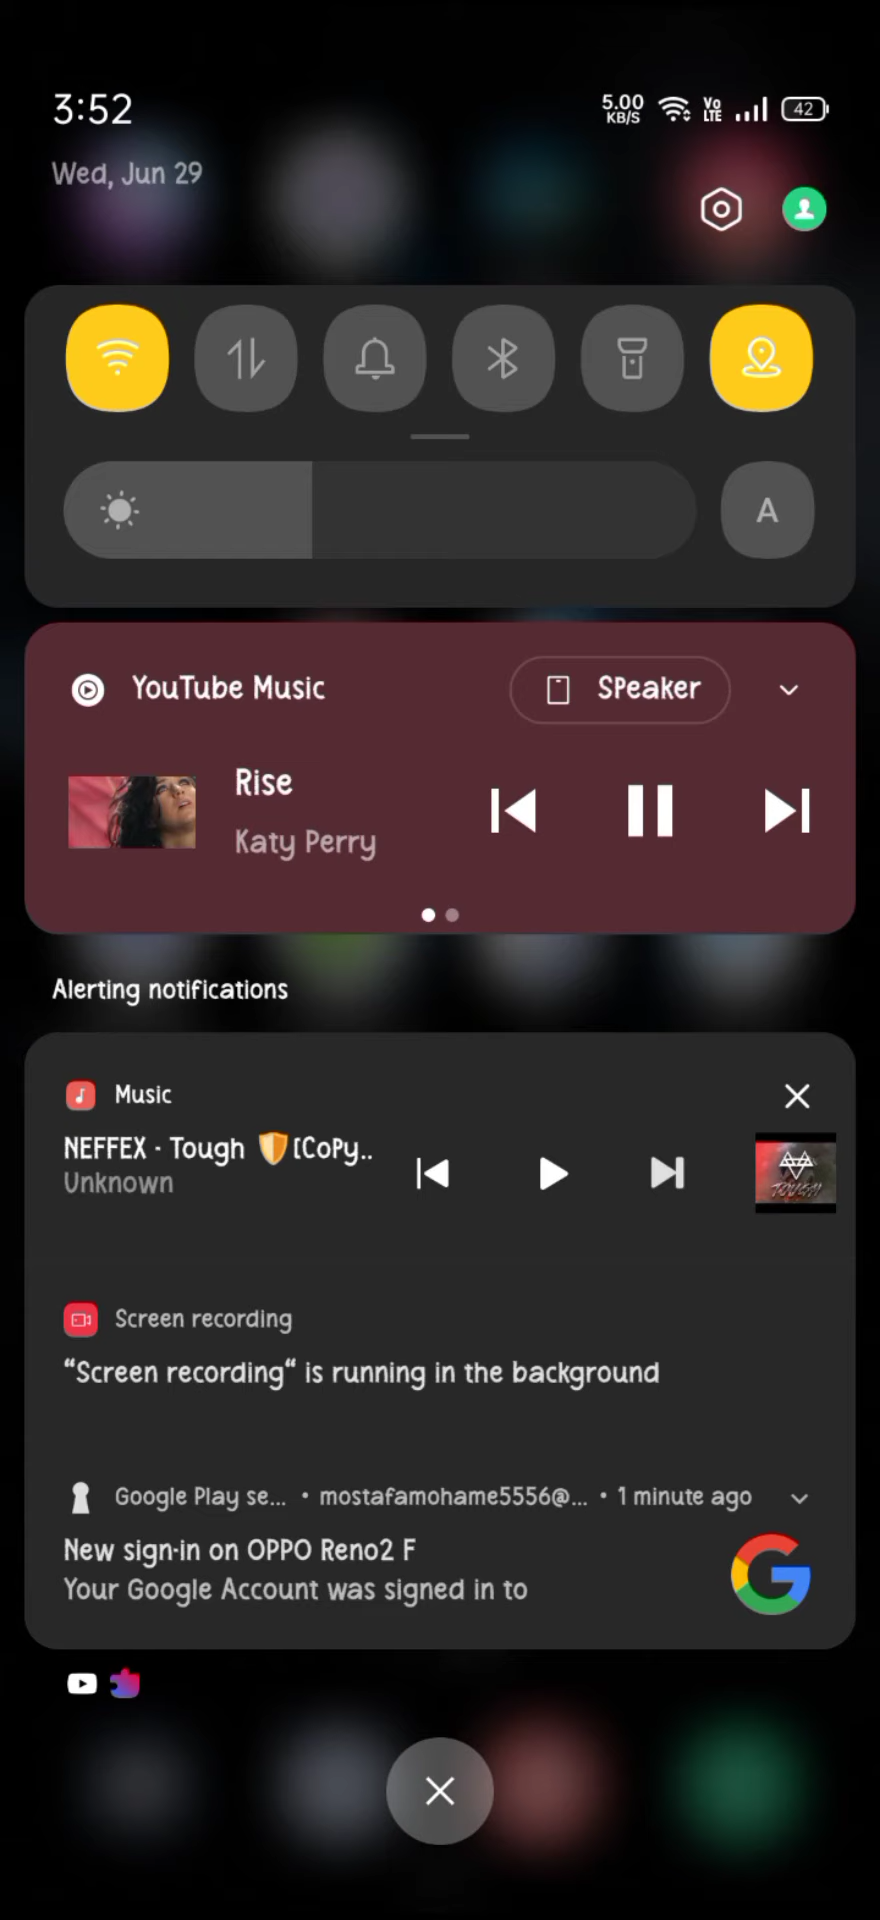 3:52
5.00 KB/S Vo LTE 42
Wed, Jun 29
A
YouTube Music
SPeaker
Rise
Katy Perry
Alerting notifications
Music
NEFFEX - Tough 🛡️[CoPy..
Unknown
TOUGH
Screen recording
“Screen recording“ is running in the background
Google Play se... • mostafamohame5556@... • 1 minute ago
New sign-in on OPPO Reno2 F
Your Google Account was signed in to